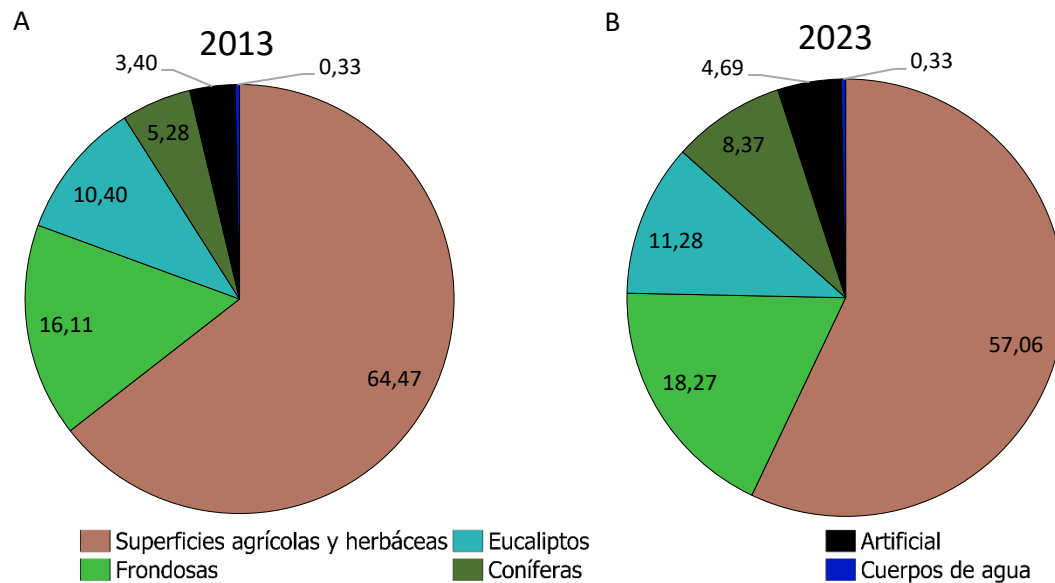 A
2013
3,40
0,33
5,28
10,40
16,11
64,47
B
2023
4,69
0,33
8,37
11,28
18,27
57,06
Superficies agrícolas y herbáceas
Eucaliptos
Artificial
Frondosas
Coníferas
Cuerpos de agua